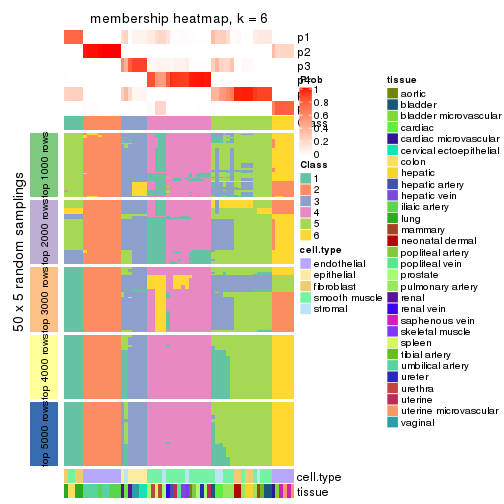 membership heatmap, k = 6
p1
p2
p3
Prob
1
0.8
0.6
0.4
0.2
0
Class
1
2
3
4
5
6
cell.type
endothelial
epithelial
fibroblast
smooth muscle
stromal
tissue
aortic
bladder
bladder microvascular
cardiac
cardiac microvascular
cervical ectoepithelial
colon
hepatic
hepatic artery
hepatic vein
iliac artery
lung
mammary
neonatal dermal
popliteal artery
popliteal vein
prostate
pulmonary artery
renal
renal vein
saphenous vein
skeletal muscle
spleen
tibial artery
umbilical artery
ureter
urethra
uterine
uterine microvascular
vaginal
50 x 5 random samplings
top 1000 rows
top 2000 rows
top 3000 rows
top 4000 rows
top 5000 rows
cell.type
tissue